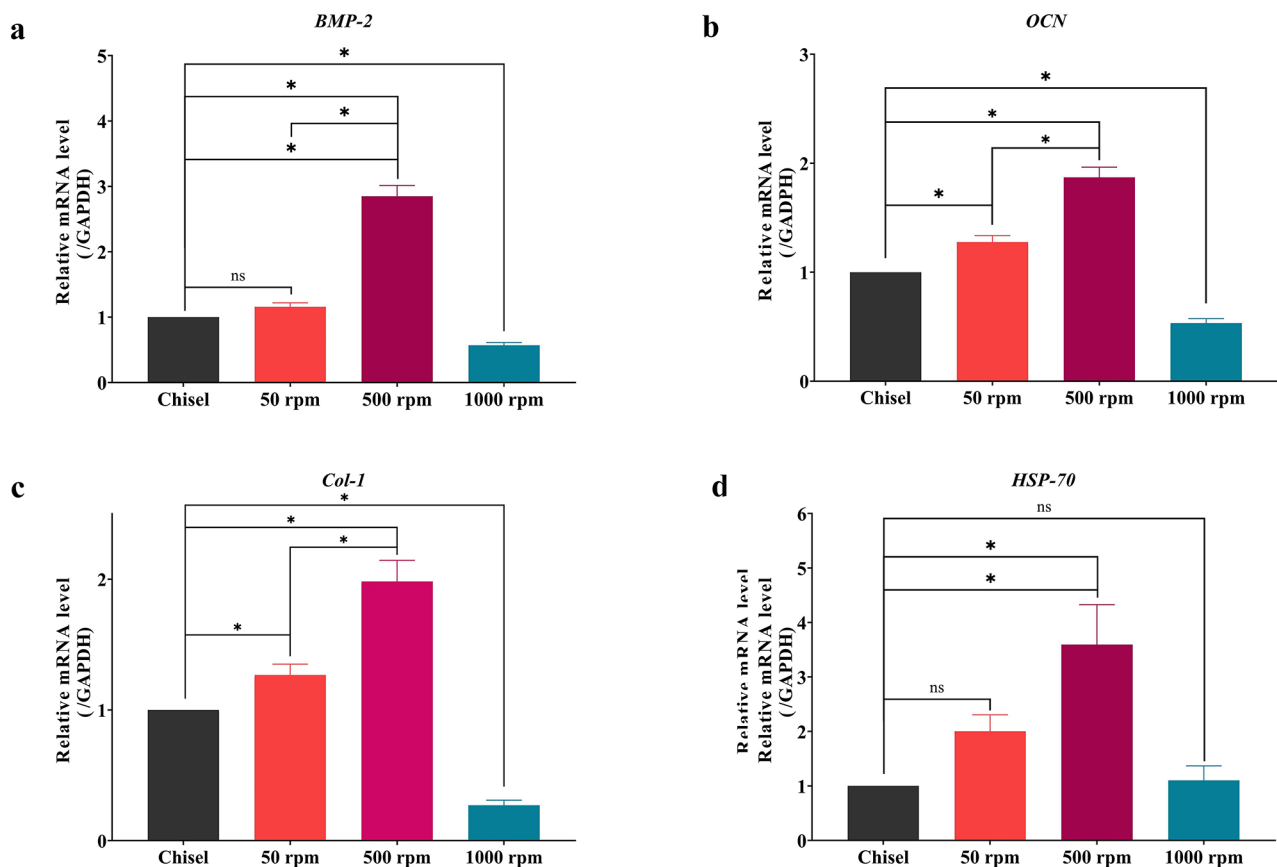 a
BMP-2
Relative mRNA level
(/GAPDH)
5
4
3
2
1
0
*
*
*
*
ns
Chisel 50 rpm 500 rpm 1000 rpm
b
OCN
Relative mRNA level
(/GADPH)
3
2
1
0
*
*
*
*
Chisel 50 rpm 500 rpm 1000 rpm
c
Col-1
Relative mRNA level
(/GAPDH)
2
1
0
*
*
*
*
Chisel 50 rpm 500 rpm 1000 rpm
d
HSP-70
Relative mRNA level
Relative mRNA level
(/GAPDH)
6
5
4
3
2
1
0
ns
*
*
ns
Chisel 50 rpm 500 rpm 1000 rpm